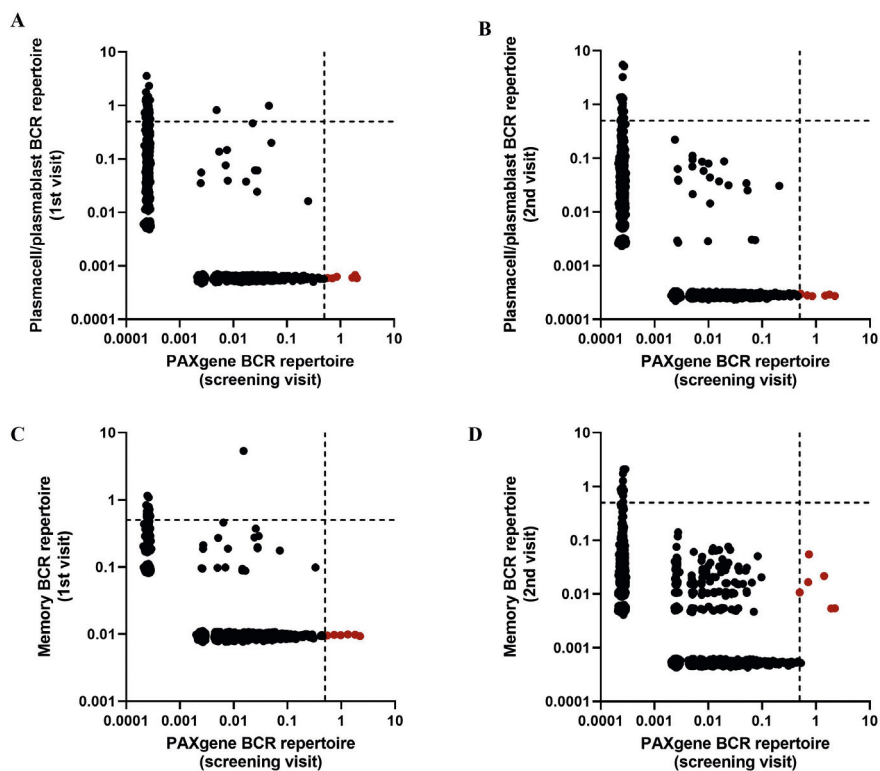 A
Plasmacell/plasmablast BCR repertoire
(1st visit)
10
1
0.1
0.01
0.001
0.0001
0.0001 0.001 0.01 0.1 1 10
PAXgene BCR repertoire
(screening visit)
B
Plasmacell/plasmablast BCR repertoire
(2nd visit)
10
1
0.1
0.01
0.001
0.0001
0.0001 0.001 0.01 0.1 1 10
PAXgene BCR repertoire
(screening visit)
C
Memory BCR repertoire
(1st visit)
10
1
0.1
0.01
0.001
0.0001 0.001 0.01 0.1 1 10
PAXgene BCR repertoire
(screening visit)
D
Memory BCR repertoire
(2nd visit)
10
1
0.1
0.01
0.001
0.0001
0.0001 0.001 0.01 0.1 1 10
PAXgene BCR repertoire
(screening visit)